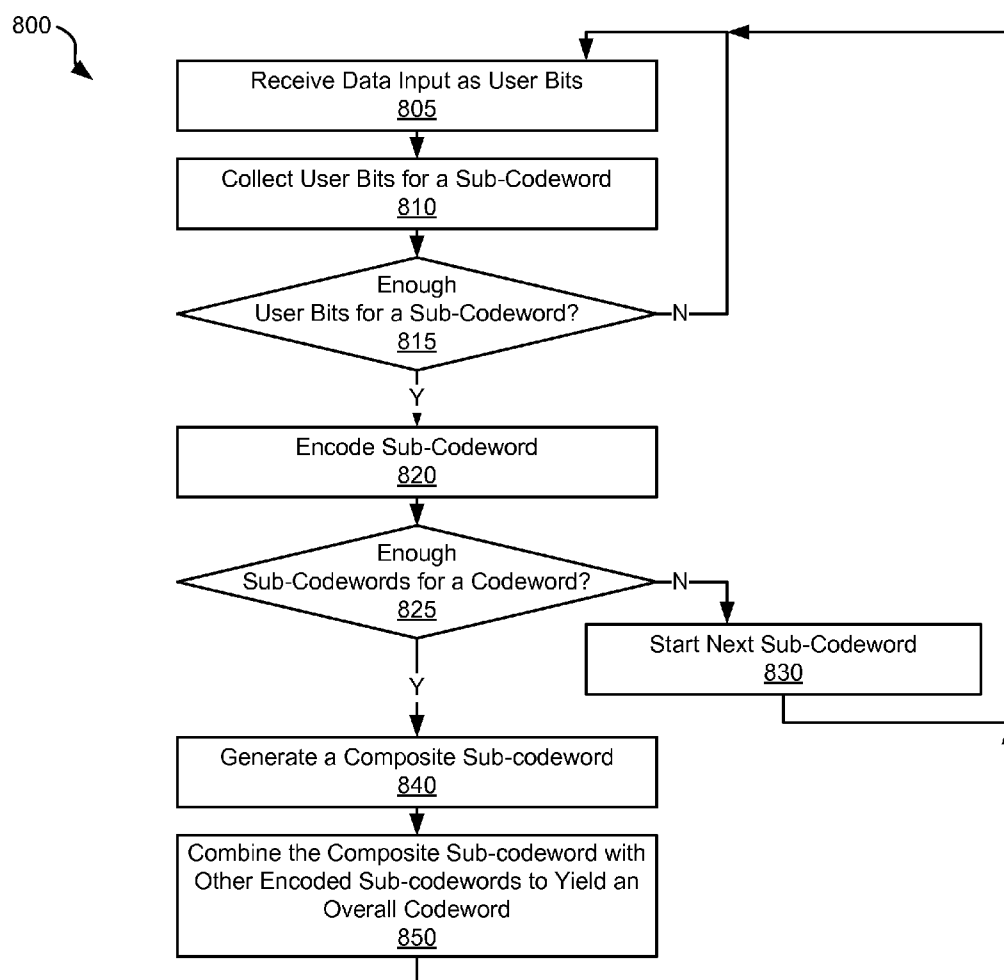 800
Receive Data Input as User Bits
805
Collect User Bits for a Sub-Codeword
810
Enough
User Bits for a Sub-Codeword?
815
N
Y
Encode Sub-Codeword
820
Enough
Sub-Codewords for a Codeword?
825
N
Start Next Sub-Codeword
830
Y
Generate a Composite Sub-codeword
840
Combine the Composite Sub-codeword with
Other Encoded Sub-codewords to Yield an
Overall Codeword
850